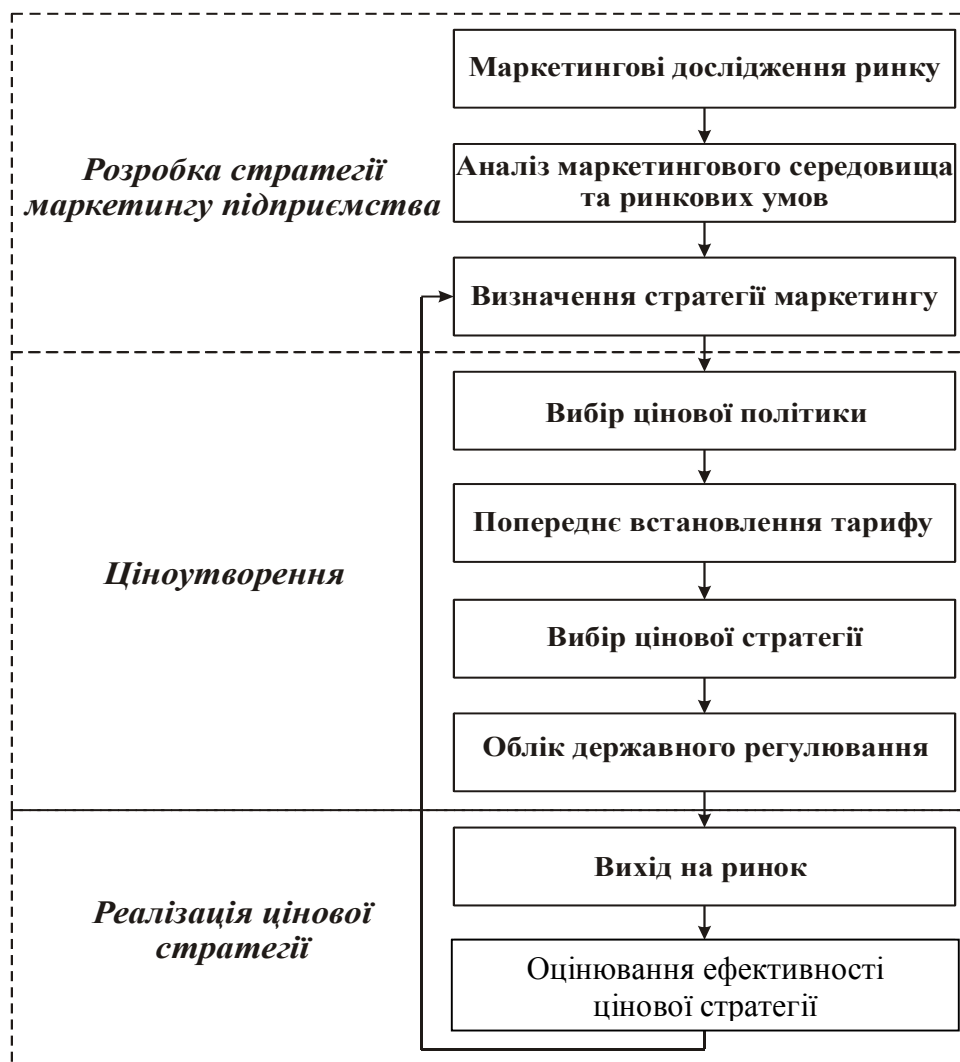 Маркетингові дослідження ринку
Розробка стратегії
маркетингу підприємства
Аналіз маркетингового середовища
та ринкових умов
Визначення стратегії маркетингу
Ціноутворення
Вибір цінової політики
Попереднє встановлення тарифу
Вибір цінової стратегії
Облік державного регулювання
Реалізація цінової
стратегії
Вихід на ринок
Оцінювання ефективності
цінової стратегії